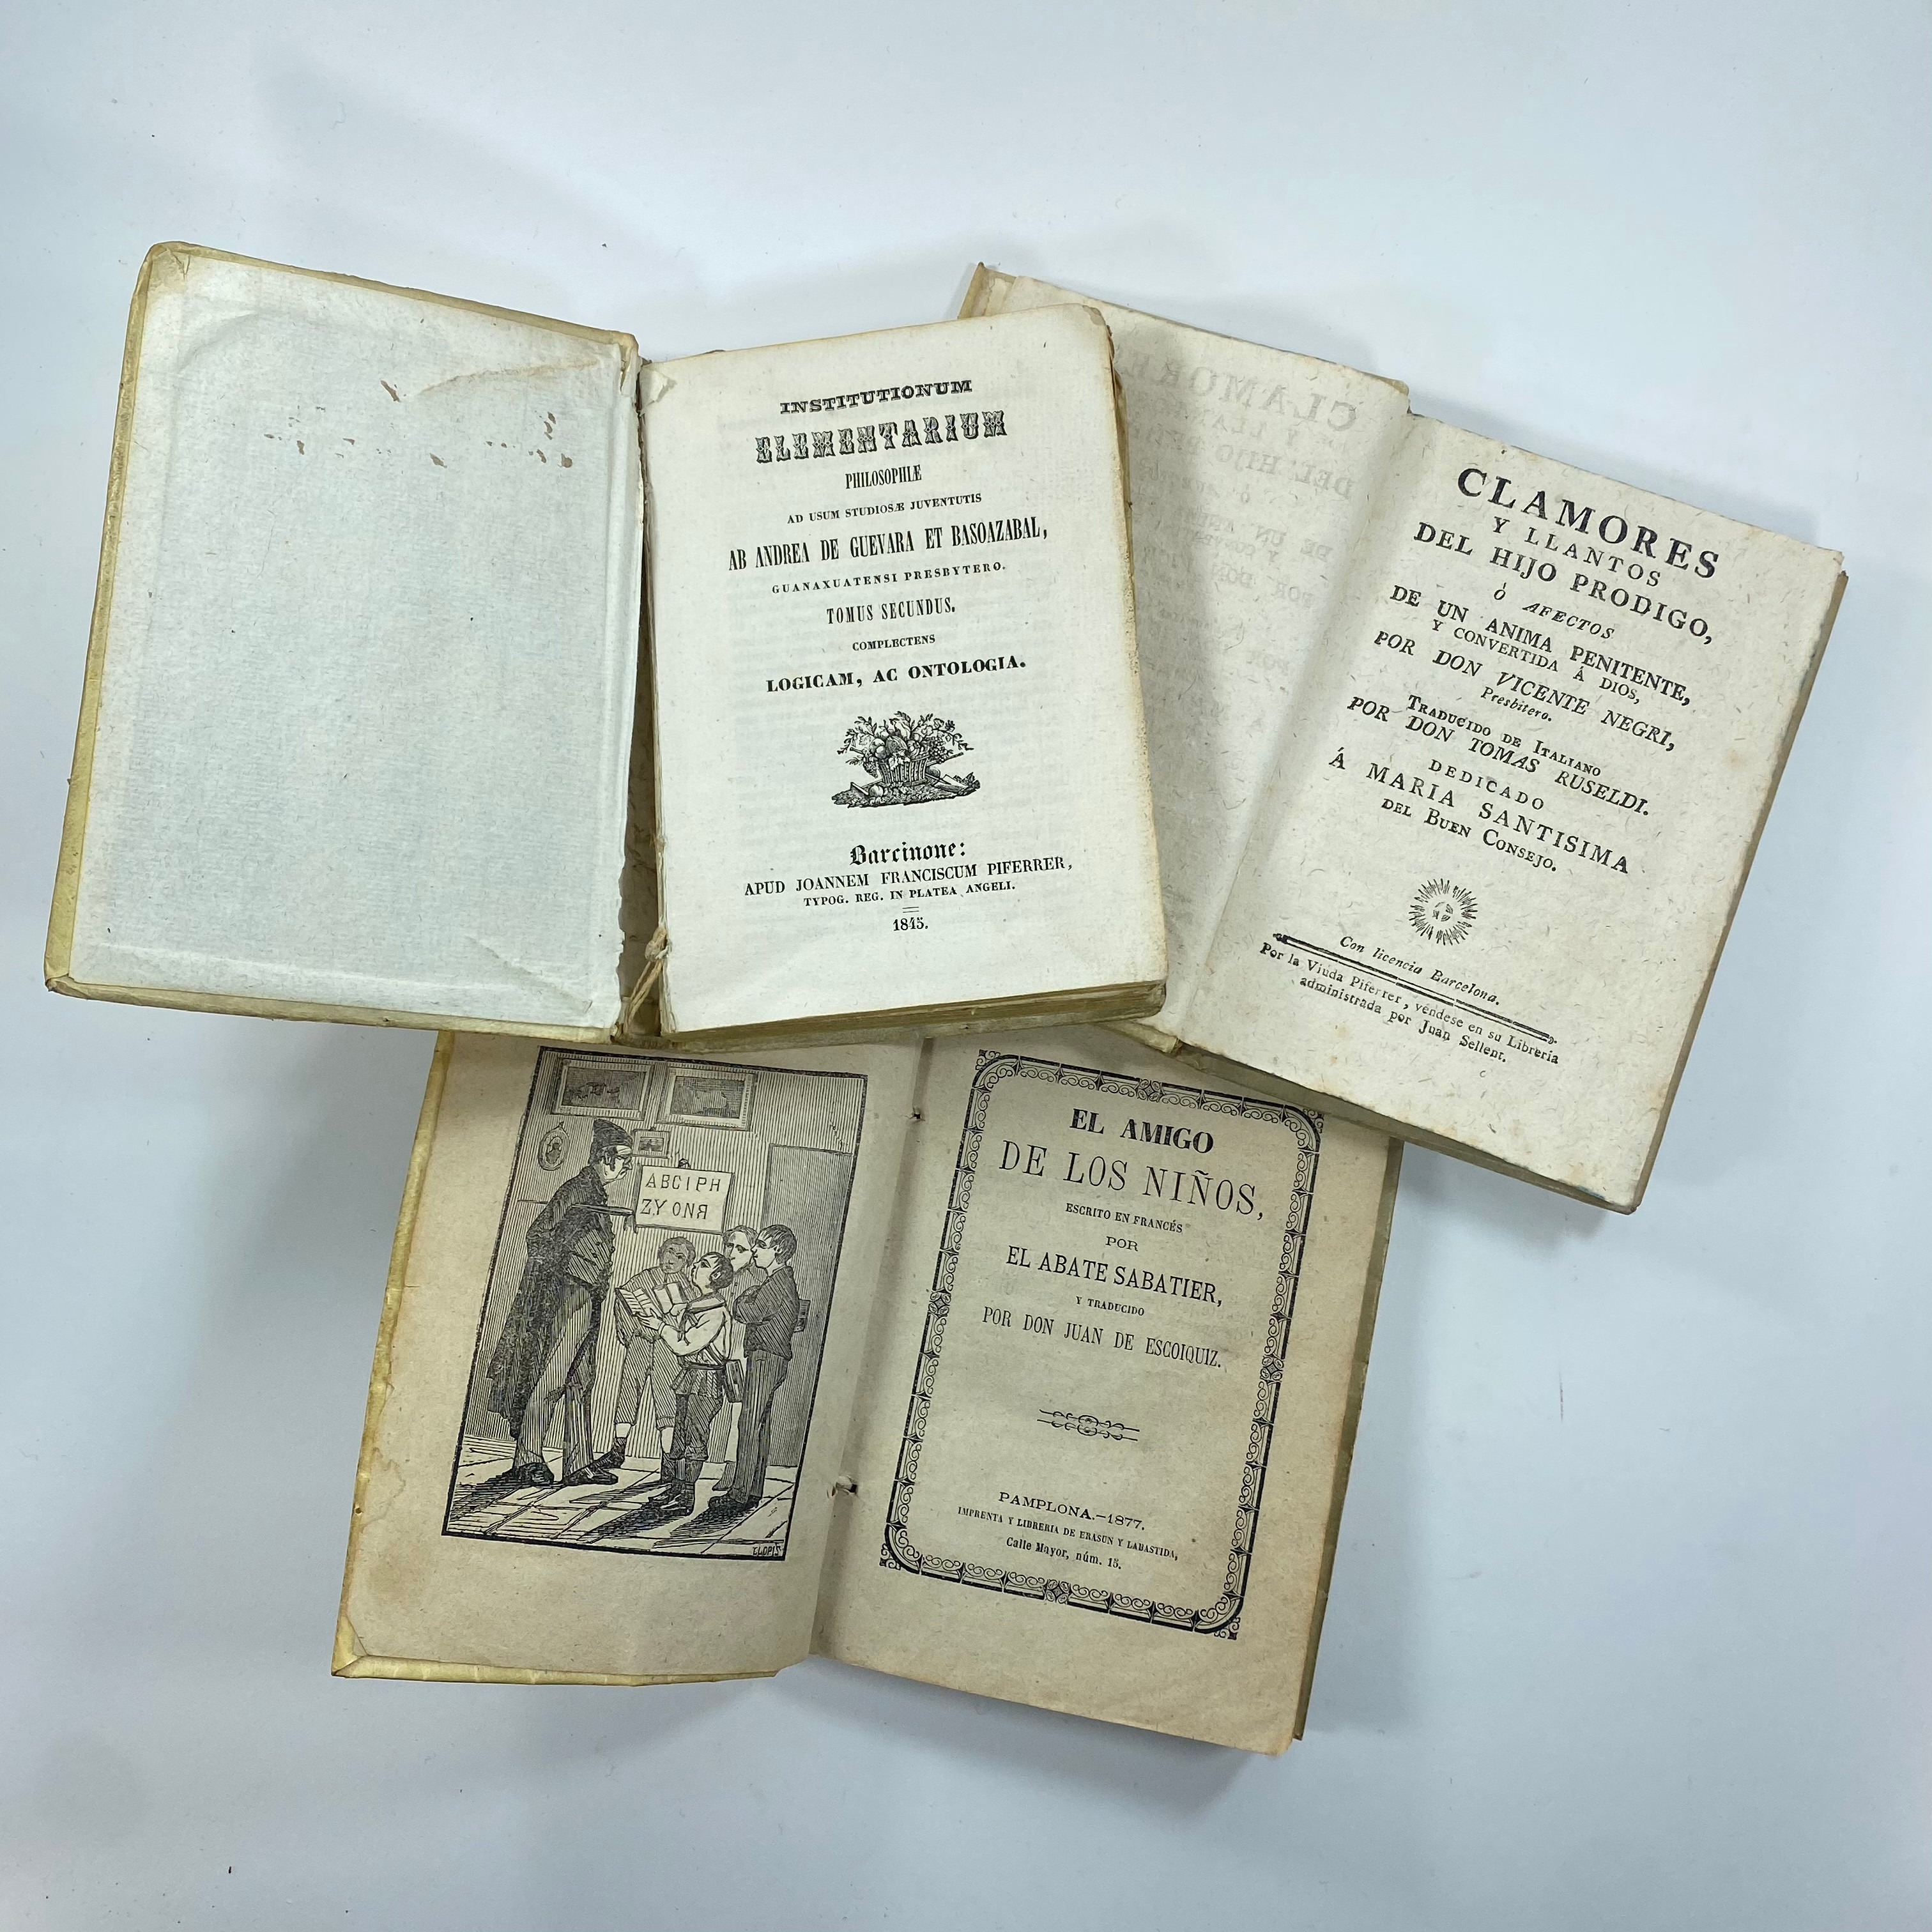 INSTITUTIONUM
ELEMENTARIUM
PHILOSOPHIÆ
AD USUM STUDIOSÆ JUVENTUTIS
AB ANDREA DE GUEVARA ET BASOAZABAL,
GUANAXUATENSI PRESBYTERO.
TOMUS SECUNDUS.
COMPLECTENS
LOGICAM, AC ONTOLOGIA.
Barcinone:
APUD JOANNEM FRANCISCUM PIFERRER,
TYPOG. REG. IN PLATEA ANGELI.
1845.
CLAMORES
Y LLANTOS
DEL HIJO PRODIGO,
Ò AFECTOS
DE UN ANIMA PENITENTE,
Y CONVERTIDA Á DIOS,
POR DON VICENTE NEGRI,
Presbitero.
TRADUCIDO DE ITALIANO
POR DON TOMAS RUSELDI.
DEDICADO
Á MARIA SANTISIMA
DEL BUEN CONSEJO.
Con licencia Barcelona.
Por la Viuda Piferrer, véndese en su Libreria
administrada por Juan Sellent.
ABCIPH
ZYONR
LLOPIS
EL AMIGO
DE LOS NIÑOS,
ESCRITO EN FRANCÉS
POR
EL ABATE SABATIER,
Y TRADUCIDO
POR DON JUAN DE ESCOIQUIZ.
PAMPLONA.—1877.
IMPRENTA Y LIBRERIA DE ERASUN Y LABASTIDA,
Calle Mayor, núm. 15.